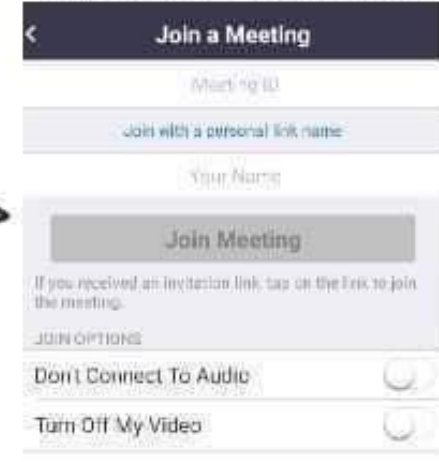 Join a Meeting
Meeting ID
Join with a personal link name
Your Name
Join Meeting
If you received an invitation link, tap on the link to join
the meeting.
JOIN OPTIONS
Don't Connect To Audio
Turn Off My Video